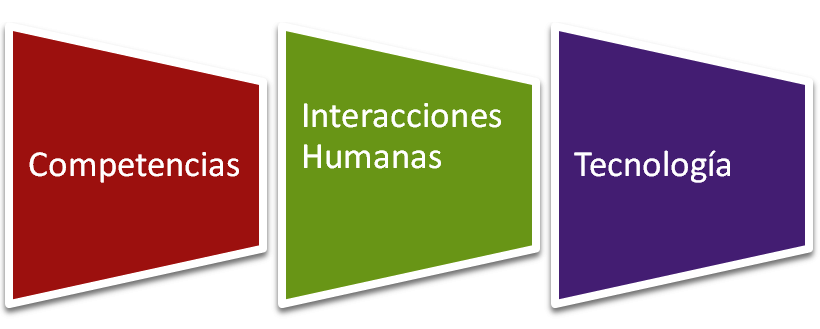 Competencias
Interacciones
Humanas
Tecnología